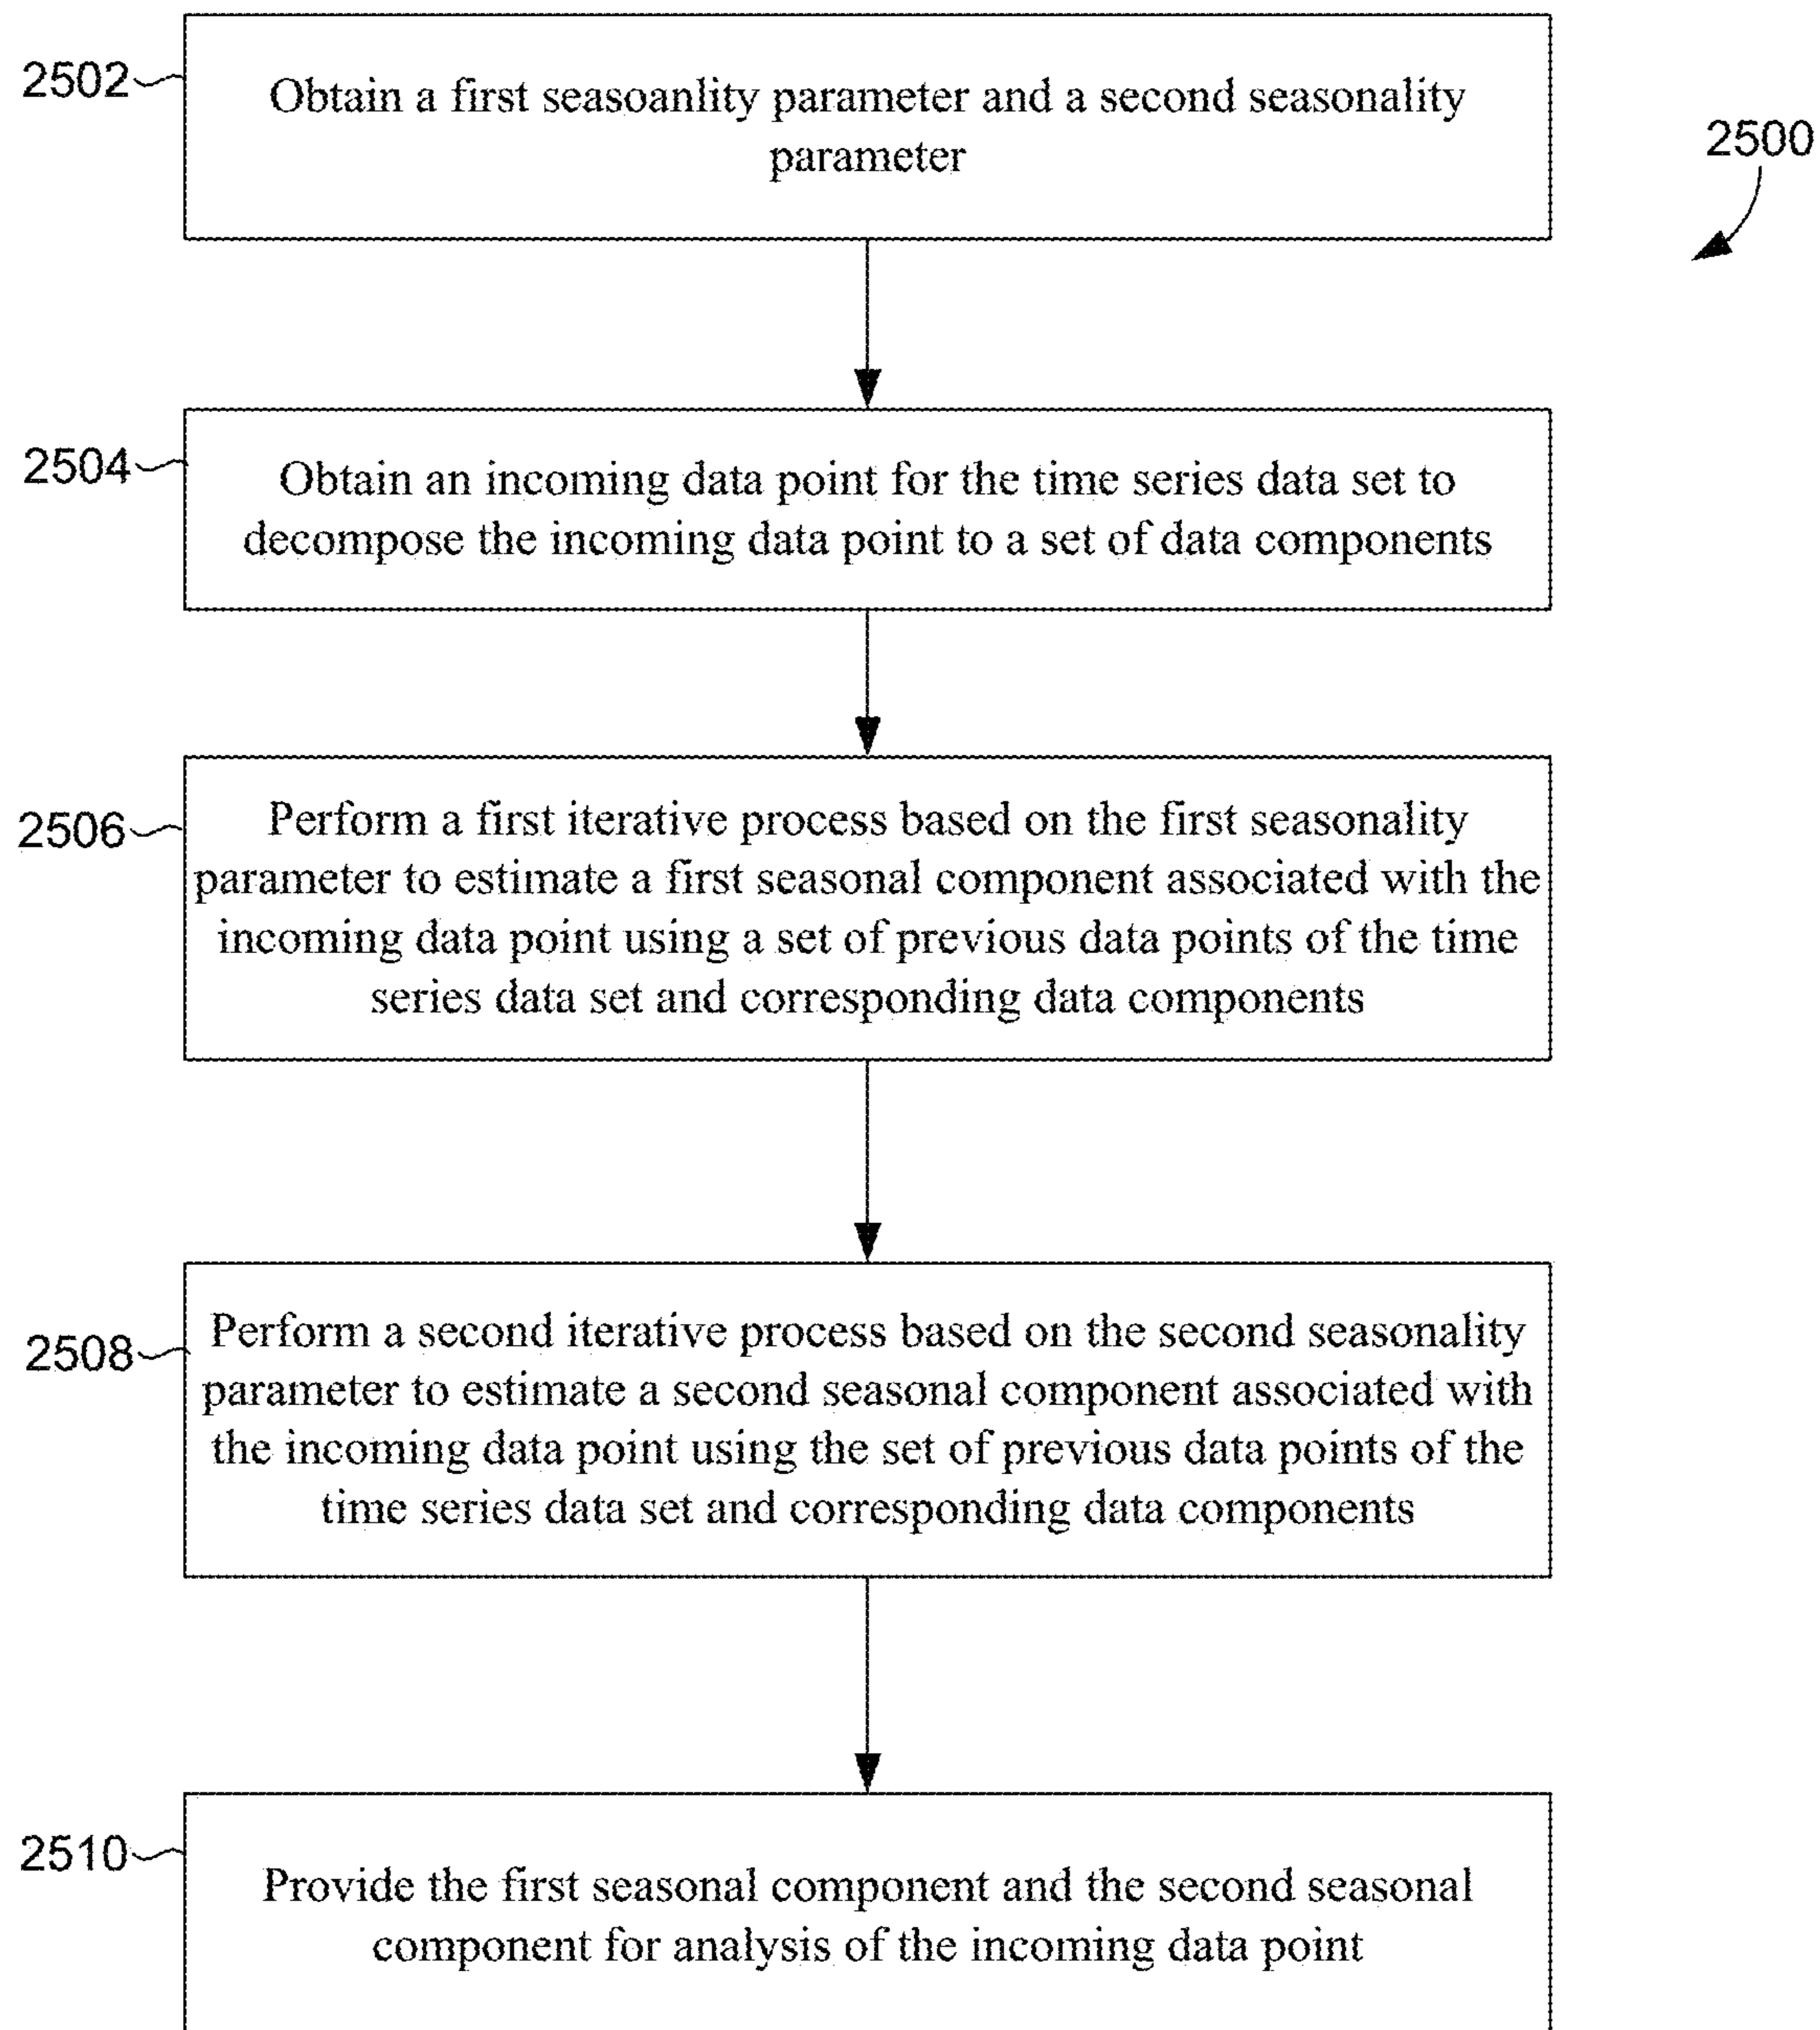 2502
Obtain a first seasoanlity parameter and a second seasonality
parameter
2500
2504
Obtain an incoming data point for the time series data set to
decompose the incoming data point to a set of data components
2506
Perform a first iterative process based on the first seasonality
parameter to estimate a first seasonal component associated with the
incoming data point using a set of previous data points of the time
series data set and corresponding data components
2508
Perform a second iterative process based on the second seasonality
parameter to estimate a second seasonal component associated with
the incoming data point using the set of previous data points of the
time series data set and corresponding data components
2510
Provide the first seasonal component and the second seasonal
component for analysis of the incoming data point